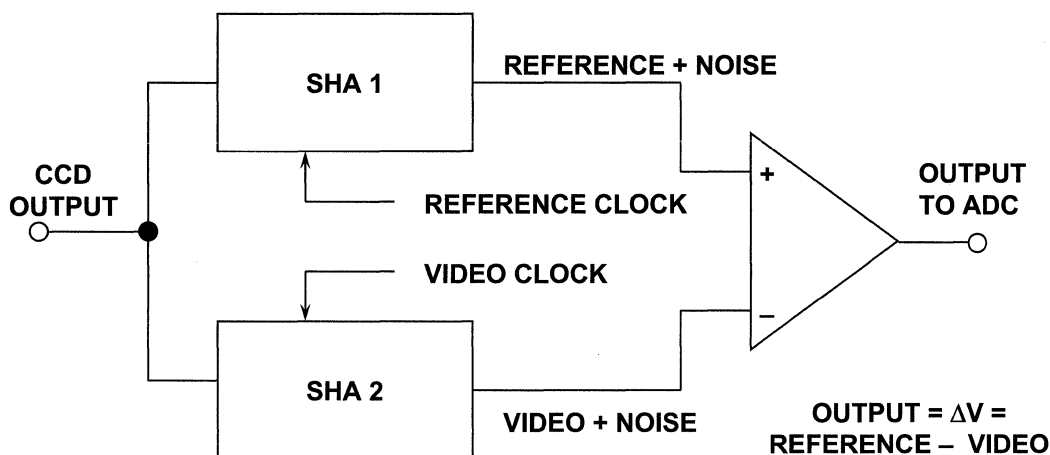 SHA 1
REFERENCE + NOISE
CCD
OUTPUT
REFERENCE CLOCK
+
OUTPUT
TO ADC
VIDEO CLOCK
–
SHA 2
VIDEO + NOISE
OUTPUT = ΔV =
REFERENCE – VIDEO